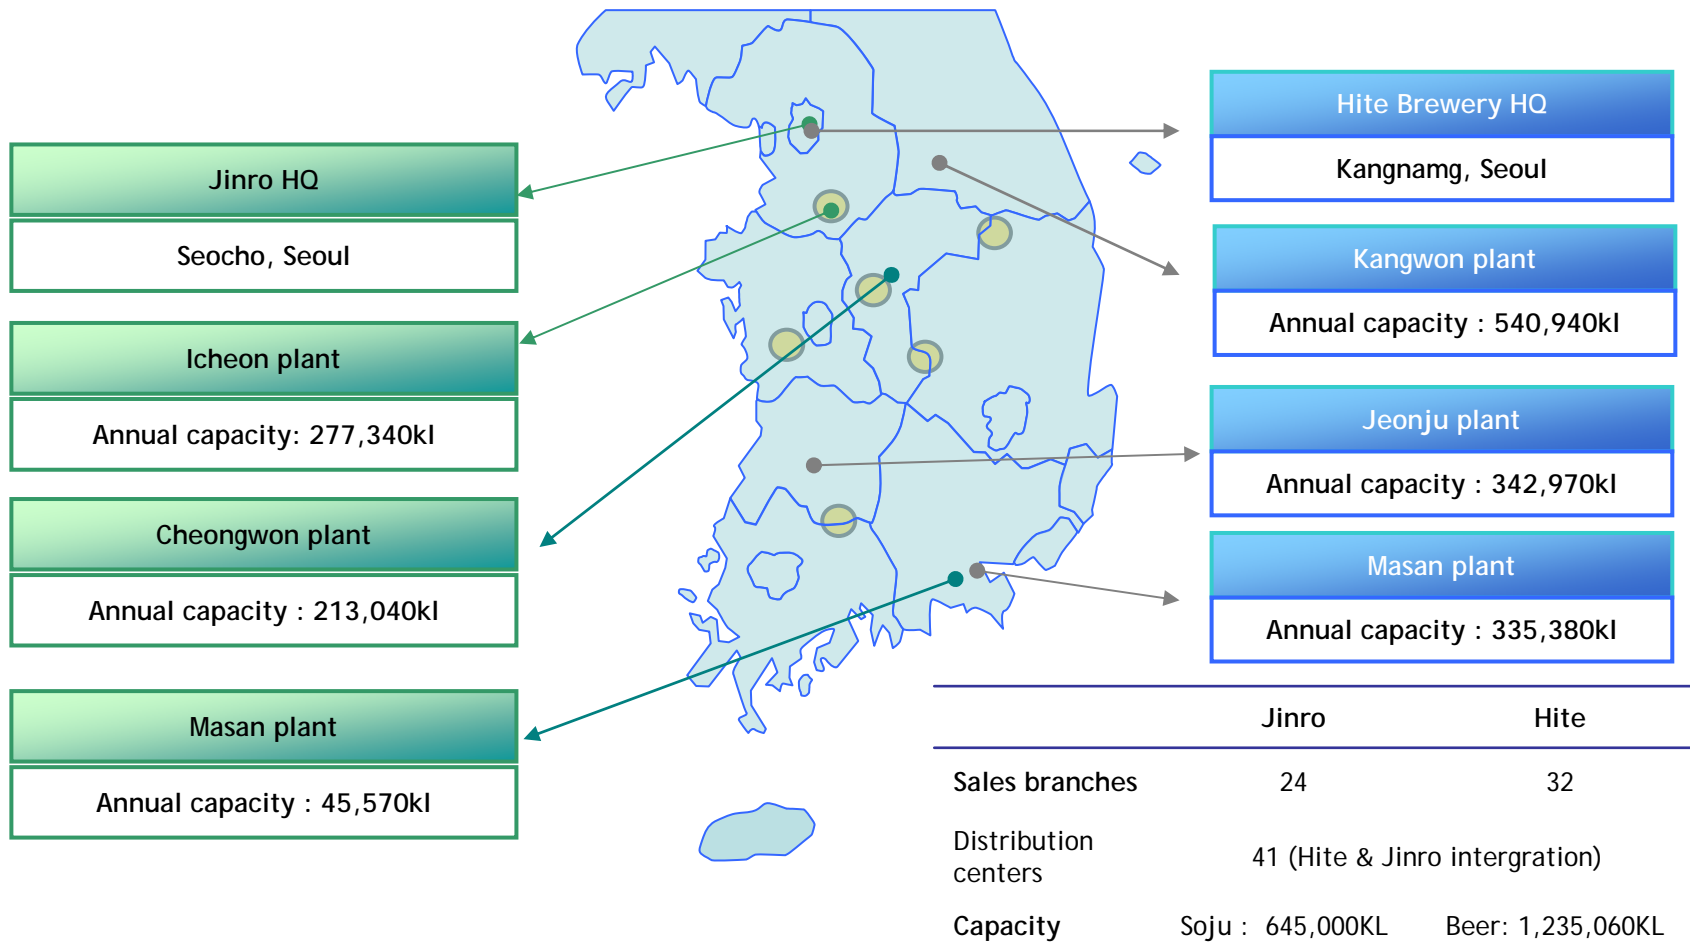 Jinro HQ
Seocho, Seoul
Icheon plant
Annual capacity: 277,340kl
Cheongwon plant
Annual capacity : 213,040kl
Masan plant
Annual capacity : 45,570kl
Hite Brewery HQ
Kangnamg, Seoul
Kangwon plant
Annual capacity : 540,940kl
Jeonju plant
Annual capacity : 342,970kl
Masan plant
Annual capacity : 335,380kl
Jinro Hite
Sales branches 24 32
Distribution
centers 41 (Hite & Jinro intergration)
Capacity Soju : 645,000KL Beer: 1,235,060KL